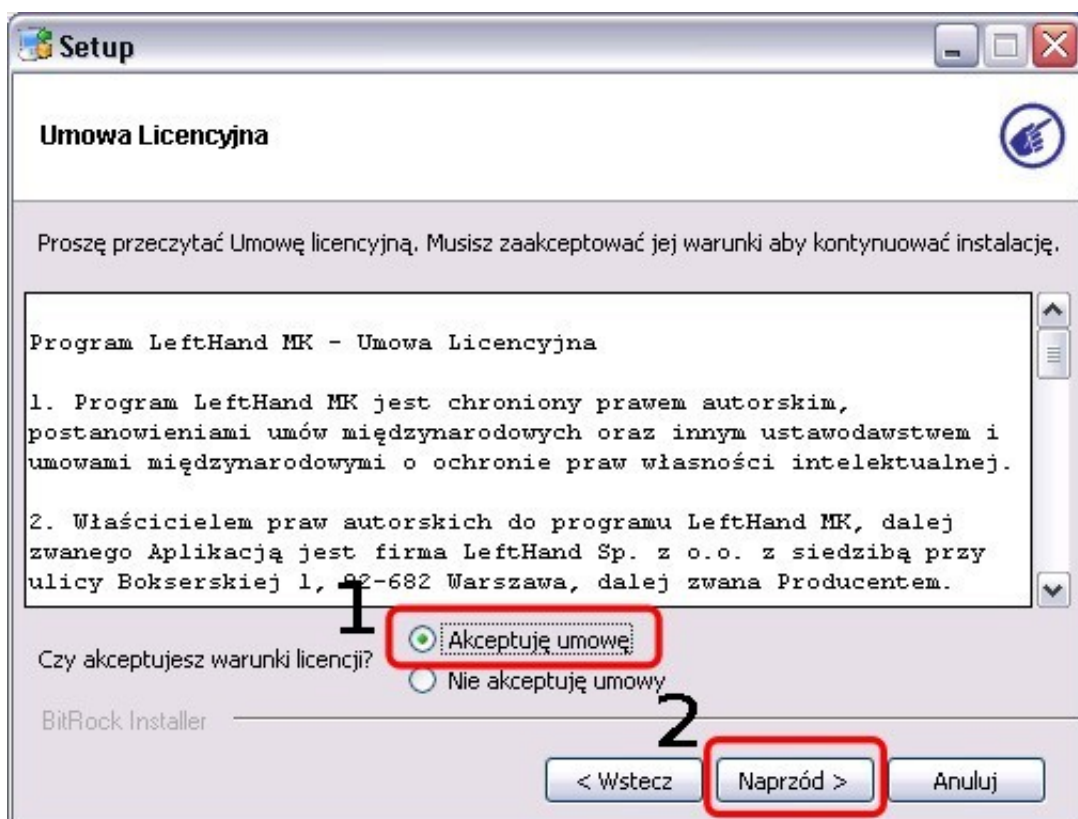 Setup
Umowa Licencyjna
Proszę przeczytać Umowę licencyjną. Musisz zaakceptować jej warunki aby kontynuować instalację.
Program LeftHand MK - Umowa Licencyjna
1. Program LeftHand MK jest chroniony prawem autorskim,
postanowieniami umów międzynarodowych oraz innym ustawodawstwem i
umowami międzynarodowymi o ochronie praw własności intelektualnej.
2. Właścicielem praw autorskich do programu LeftHand MK, dalej
zwanego Aplikacją jest firma LeftHand Sp. z o.o. z siedzibą przy
ulicy Bokserskiej 1, 02-682 Warszawa, dalej zwana Producentem.
1
Czy akceptujesz warunki licencji?
Akceptuję umowę
Nie akceptuję umowy
BitRock Installer
2
< Wstecz
Naprzód >
Anuluj